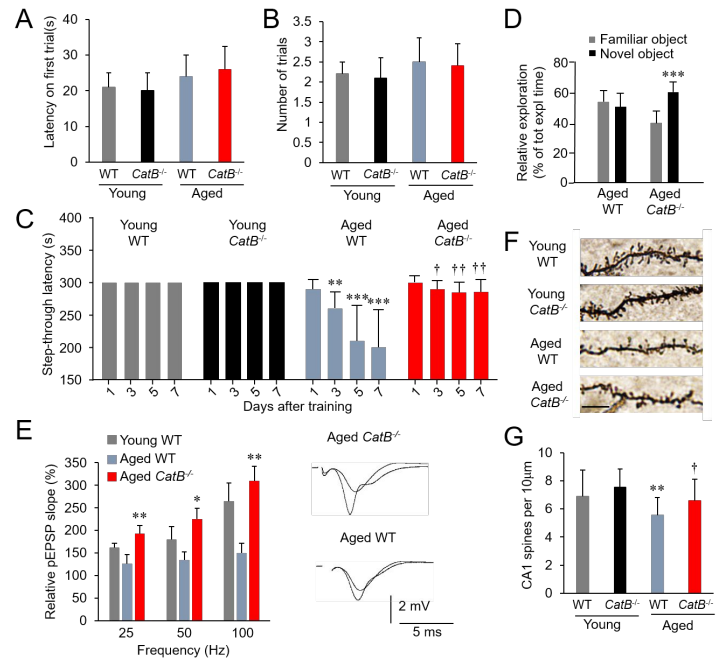 A
Latency on first trial(s)
40
30
20
10
0
WT CatB-/- WT CatB-/-
Young Aged
B
Number of trials
3.5
3
2.5
2
1.5
1
0.5
0
WT CatB-/- WT CatB-/-
Young Aged
D
Familiar object
Novel object
Relative exploration
(% of tot expl time)
80
60
40
20
0
***
Aged
WT
Aged
CatB-/-
C
Step-through latency (s)
400
350
300
250
200
150
Young
WT
Young
CatB-/-
Aged
WT
Aged
CatB-/-
** *** ***
† †† ††
1 3 5 7 1 3 5 7 1 3 5 7 1 3 5 7
Days after training
F
Young
WT
Young
CatB-/-
Aged
WT
Aged
CatB-/-
E
Young WT
Aged WT
Aged CatB-/-
Relative pEPSP slope (%)
350
300
250
200
150
100
50
0
** * **
25 50 100
Frequency (Hz)
Aged CatB-/-
Aged WT
2 mV
5 ms
G
CA1 spines per 10µm
10
8
6
4
2
0
** †
WT CatB-/- WT CatB-/-
Young Aged